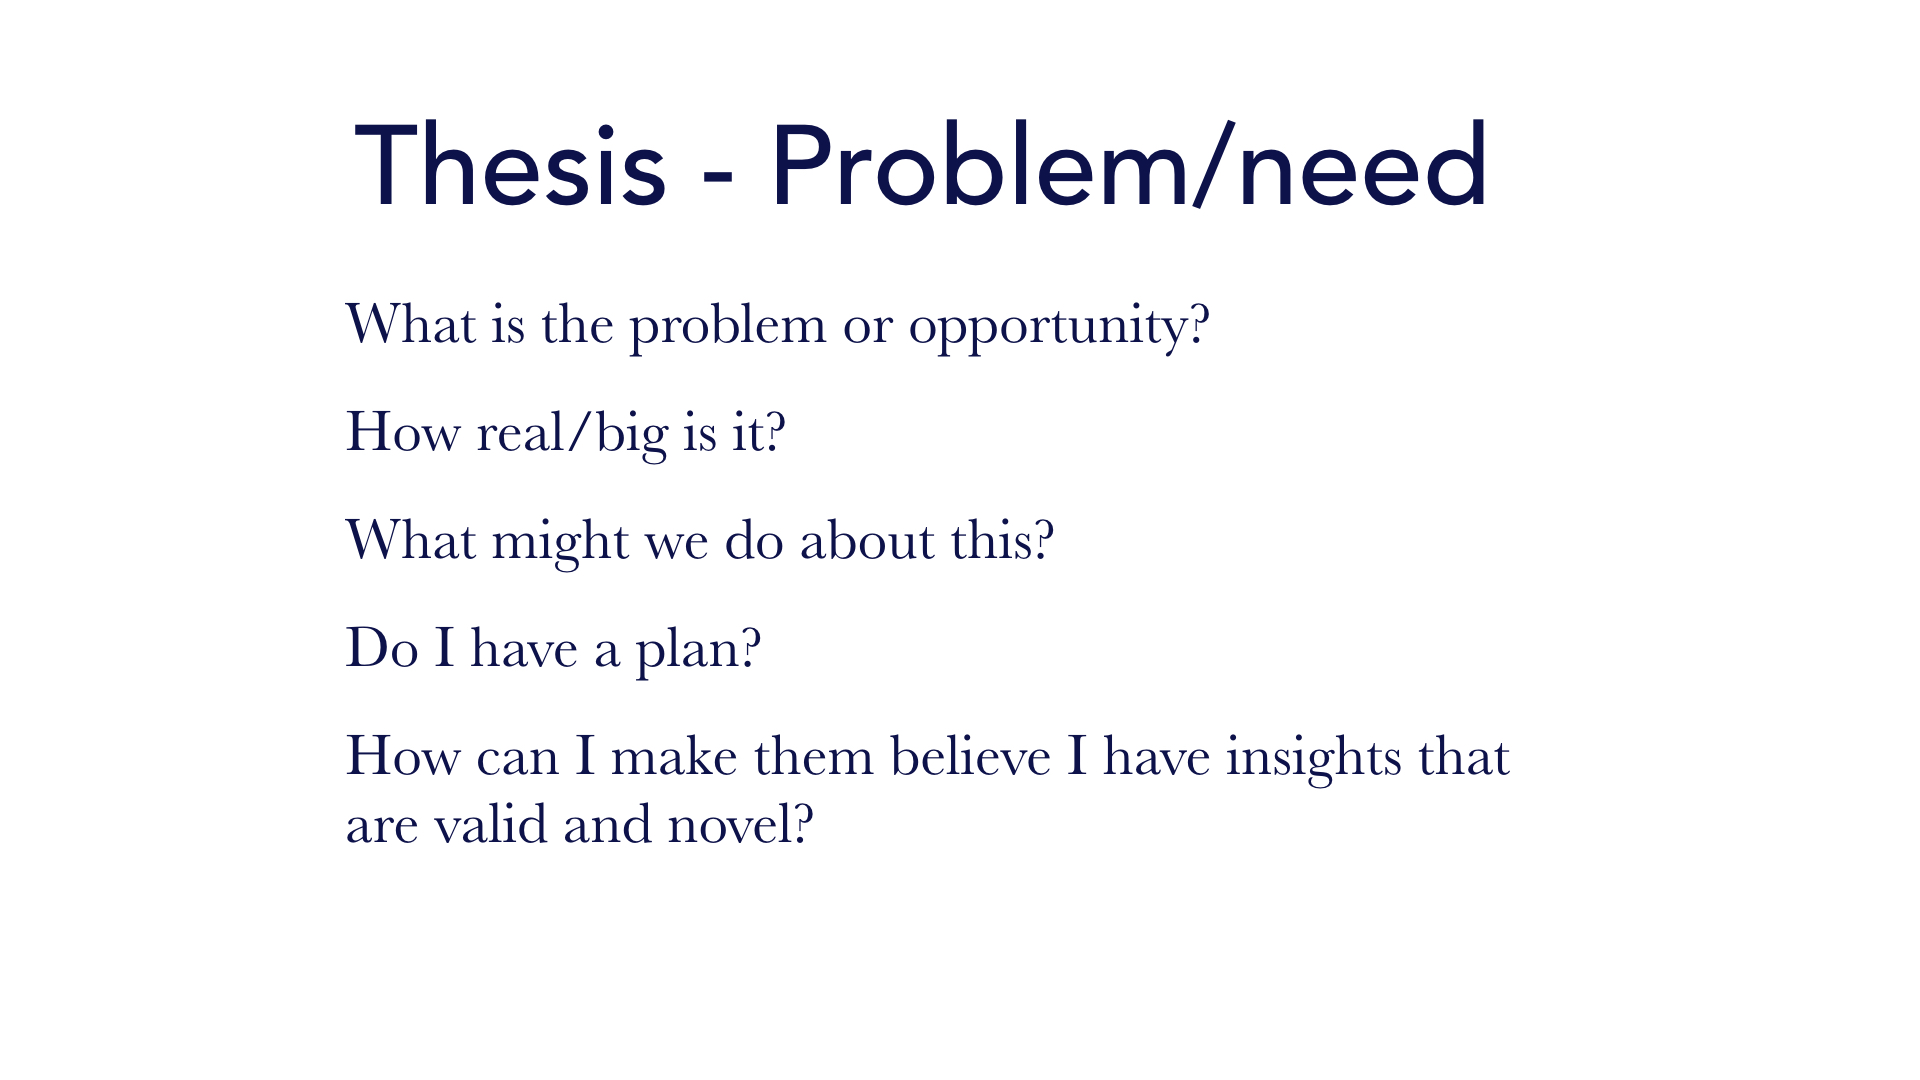 Thesis - Problem/need
What is the problem or opportunity?
How real/big is it?
What might we do about this?
Do I have a plan?
How can I make them believe I have insights that
are valid and novel?